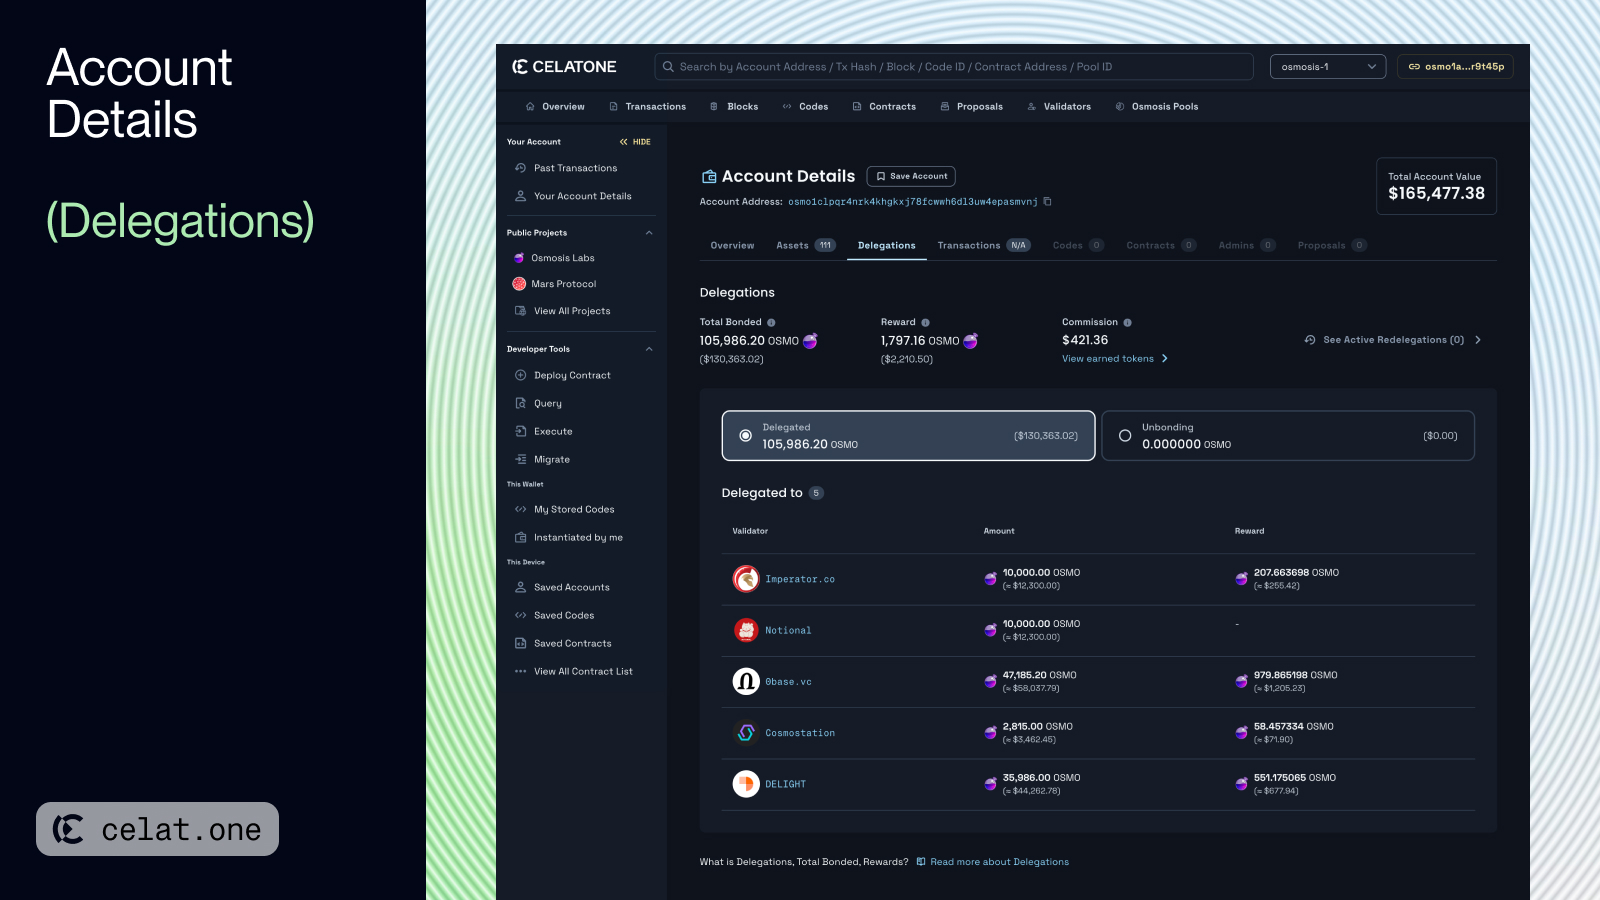 Account
Details
(Delegations)
celat.one
CELATONE
Search by Account Address / Tx Hash / Block / Code ID / Contract Address / Pool ID
osmosis-1
osmo1a...r9t45p
Overview
Transactions
Blocks
Codes
Contracts
Proposals
Validators
Osmosis Pools
Your Account
HIDE
Past Transactions
Your Account Details
Public Projects
Osmosis Labs
Mars Protocol
View All Projects
Developer Tools
Deploy Contract
Query
Execute
Migrate
This Wallet
My Stored Codes
Instantiated by me
This Device
Saved Accounts
Saved Codes
Saved Contracts
View All Contract List
Account Details
Save Account
Account Address: osmo1clpqr4nrk4khgkxj78fcwwh6dl3uw4epasmvnj
Total Account Value
$165,477.38
Overview
Assets 111
Delegations
Transactions N/A
Codes 0
Contracts 0
Admins 0
Proposals 0
Delegations
Total Bonded
105,986.20 OSMO
($130,363.02)
Reward
1,797.16 OSMO
($2,210.50)
Commission
$421.36
View earned tokens
See Active Redelegations (0)
Delegated
105,986.20 OSMO
($130,363.02)
Unbonding
0.000000 OSMO
($0.00)
Delegated to 5
Validator Amount Reward
Imperator.co
10,000.00 OSMO
(≈ $12,300.00)
207.663698 OSMO
(≈ $255.42)
Notional
10,000.00 OSMO
(≈ $12,300.00)
-
0base.vc
47,185.20 OSMO
(≈ $58,037.79)
979.865198 OSMO
(≈ $1,205.23)
Cosmostation
2,815.00 OSMO
(≈ $3,462.45)
58.457334 OSMO
(≈ $71.90)
DELIGHT
35,986.00 OSMO
(≈ $44,262.78)
551.175065 OSMO
(≈ $677.94)
What is Delegations, Total Bonded, Rewards?
Read more about Delegations